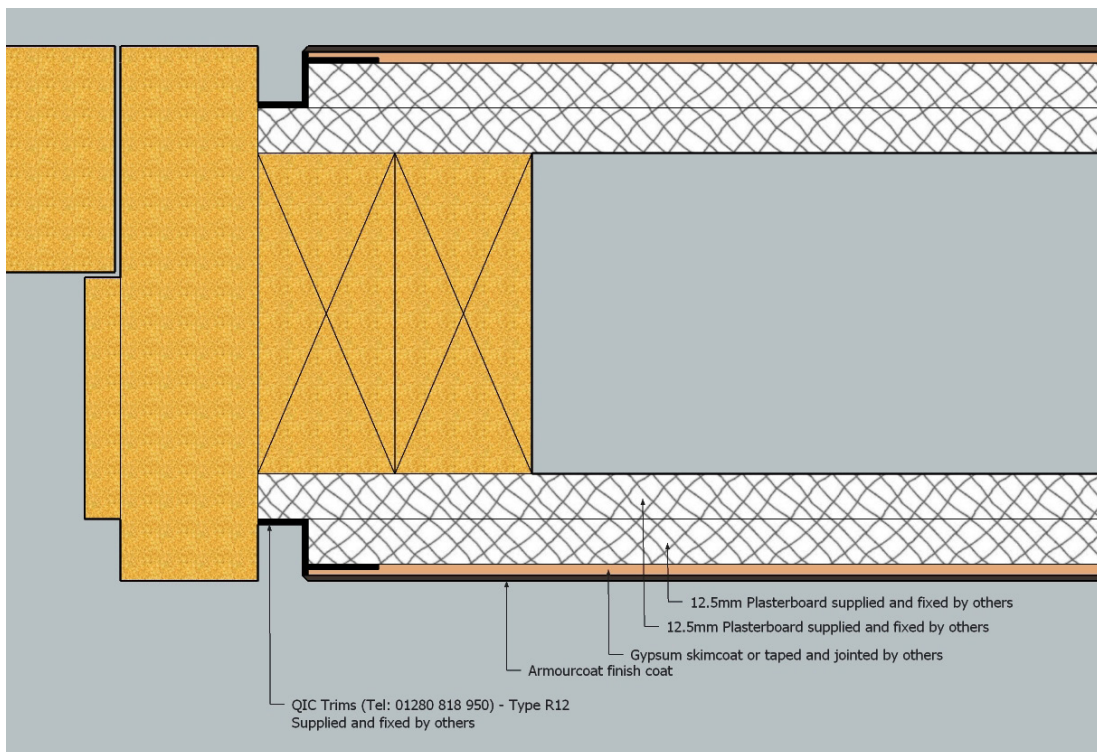 12.5mm Plasterboard supplied and fixed by others
12.5mm Plasterboard supplied and fixed by others
Gypsum skimcoat or taped and jointed by others
Armourcoat finish coat
QIC Trims (Tel: 01280 818 950) - Type R12
Supplied and fixed by others